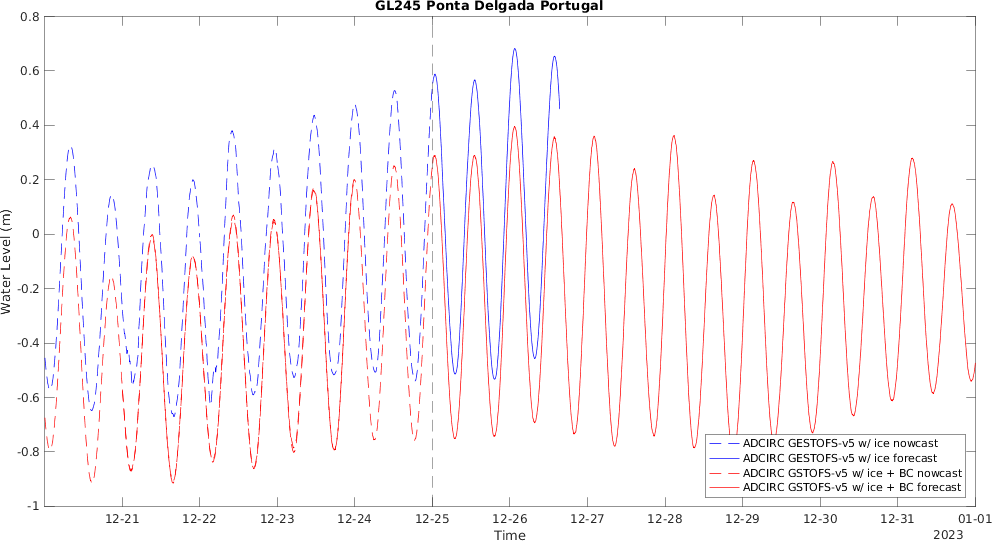 GL245 Ponta Delgada Portugal
0.8
0.6
0.4
0.2
0
-0.2
-0.4
-0.6
-0.8
-1
Water Level (m)
ADCIRC GESTOFS-v5 w/ ice nowcast
ADCIRC GESTOFS-v5 w/ ice forecast
ADCIRC GSTOFS-v5 w/ ice + BC nowcast
ADCIRC GSTOFS-v5 w/ ice + BC forecast
12-21 12-22 12-23 12-24 12-25 12-26 12-27 12-28 12-29 12-30 12-31 01-01
Time
2023